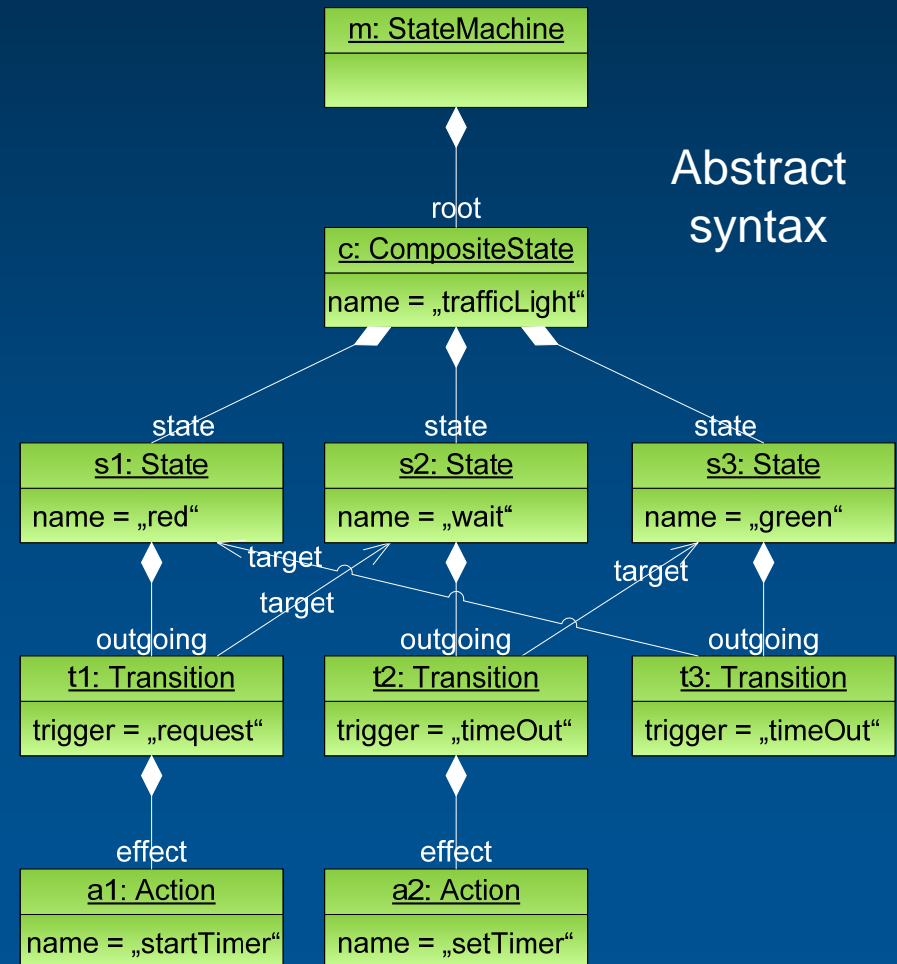 m: StateMachine
Abstract
syntax
root
c: CompositeState
name = „trafficLight“
state
state
state
s1: State
s2: State
s3: State
name = „red“
name = „wait“
name = „green“
target
target
target
outgoing
outgoing
outgoing
t1: Transition
t2: Transition
t3: Transition
trigger = „request“
trigger = „timeOut“
trigger = „timeOut“
effect
effect
a1: Action
a2: Action
name = „startTimer“
name = „setTimer“